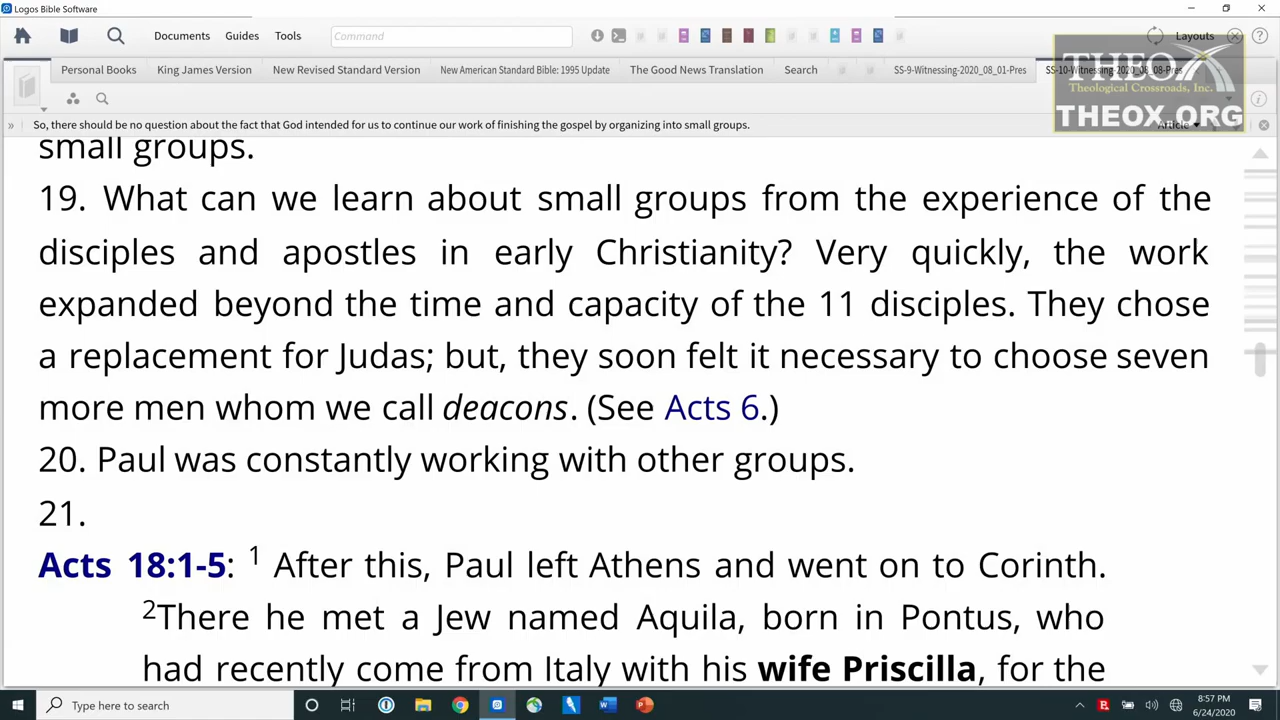 Logos Bible Software
Documents Guides Tools Command Layouts
Personal Books King James Version New Revised Stan can Standard Bible: 1995 Update The Good News Translation Search SS-9-Witnessing-2020_08_01-Pres SS-10-Witnessing-2020_08_08-Pres
THEOX
Theological Crossroads, Inc.
THEOX.ORG
So, there should be no question about the fact that God intended for us to continue our work of finishing the gospel by organizing into small groups. Article
small groups.
19. What can we learn about small groups from the experience of the
disciples and apostles in early Christianity? Very quickly, the work
expanded beyond the time and capacity of the 11 disciples. They chose
a replacement for Judas; but, they soon felt it necessary to choose seven
more men whom we call deacons. (See Acts 6.)
20. Paul was constantly working with other groups.
21.
Acts 18:1-5: 1 After this, Paul left Athens and went on to Corinth.
2There he met a Jew named Aquila, born in Pontus, who
had recently come from Italy with his wife Priscilla, for the
Type here to search
8:57 PM
6/24/2020